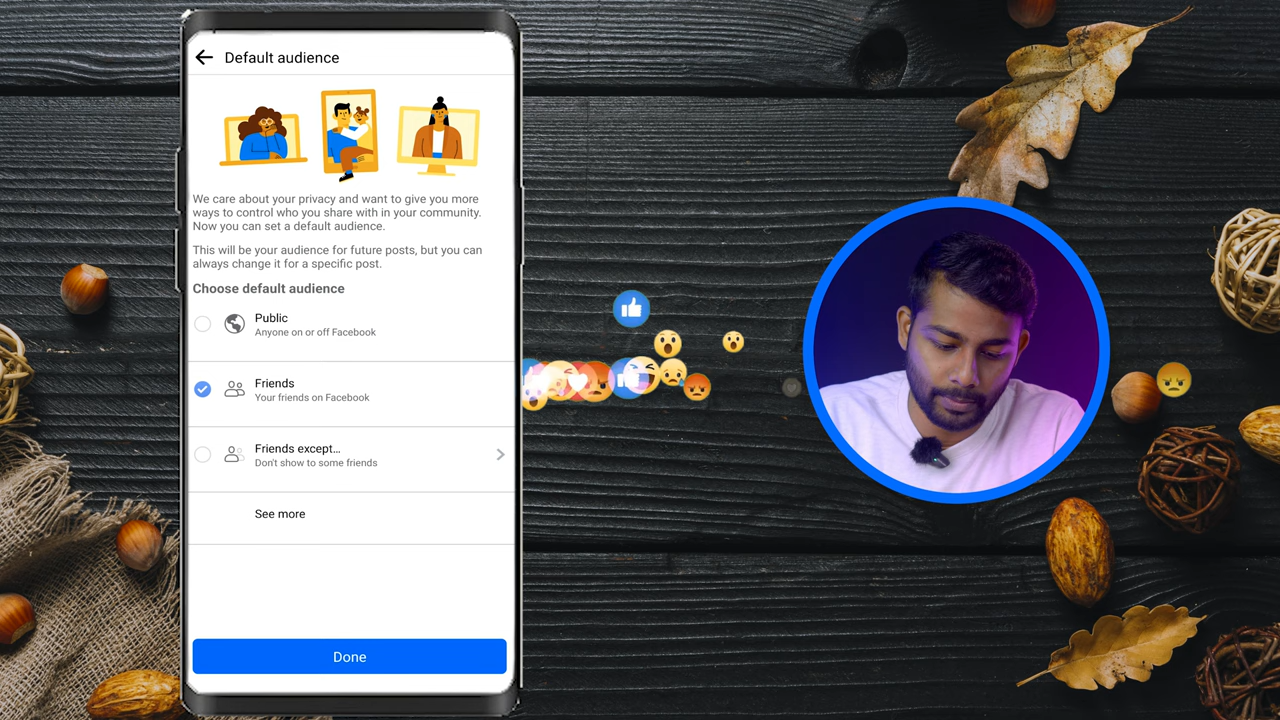 Default audience
We care about your privacy and want to give you more
ways to control who you share with in your community.
Now you can set a default audience.
This will be your audience for future posts, but you can
always change it for a specific post.
Choose default audience
Public
Anyone on or off Facebook
Friends
Your friends on Facebook
Friends except...
Don't show to some friends
See more
Done